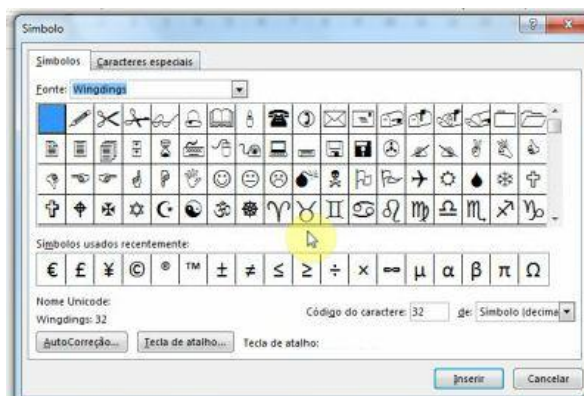 Símbolo
Símbolos Caracteres especiais
Fonte: Wingdings
Símbolos usados recentemente:
€ £ ¥ © ® ™ ± ≠ ≤ ≥ ÷ × ∞ µ α β π Ω
Nome Unicode:
Wingdings: 32
Código do caractere: 32 de: Símbolo (decima
AutoCorreção... Tecla de atalho... Tecla de atalho:
Inserir Cancelar